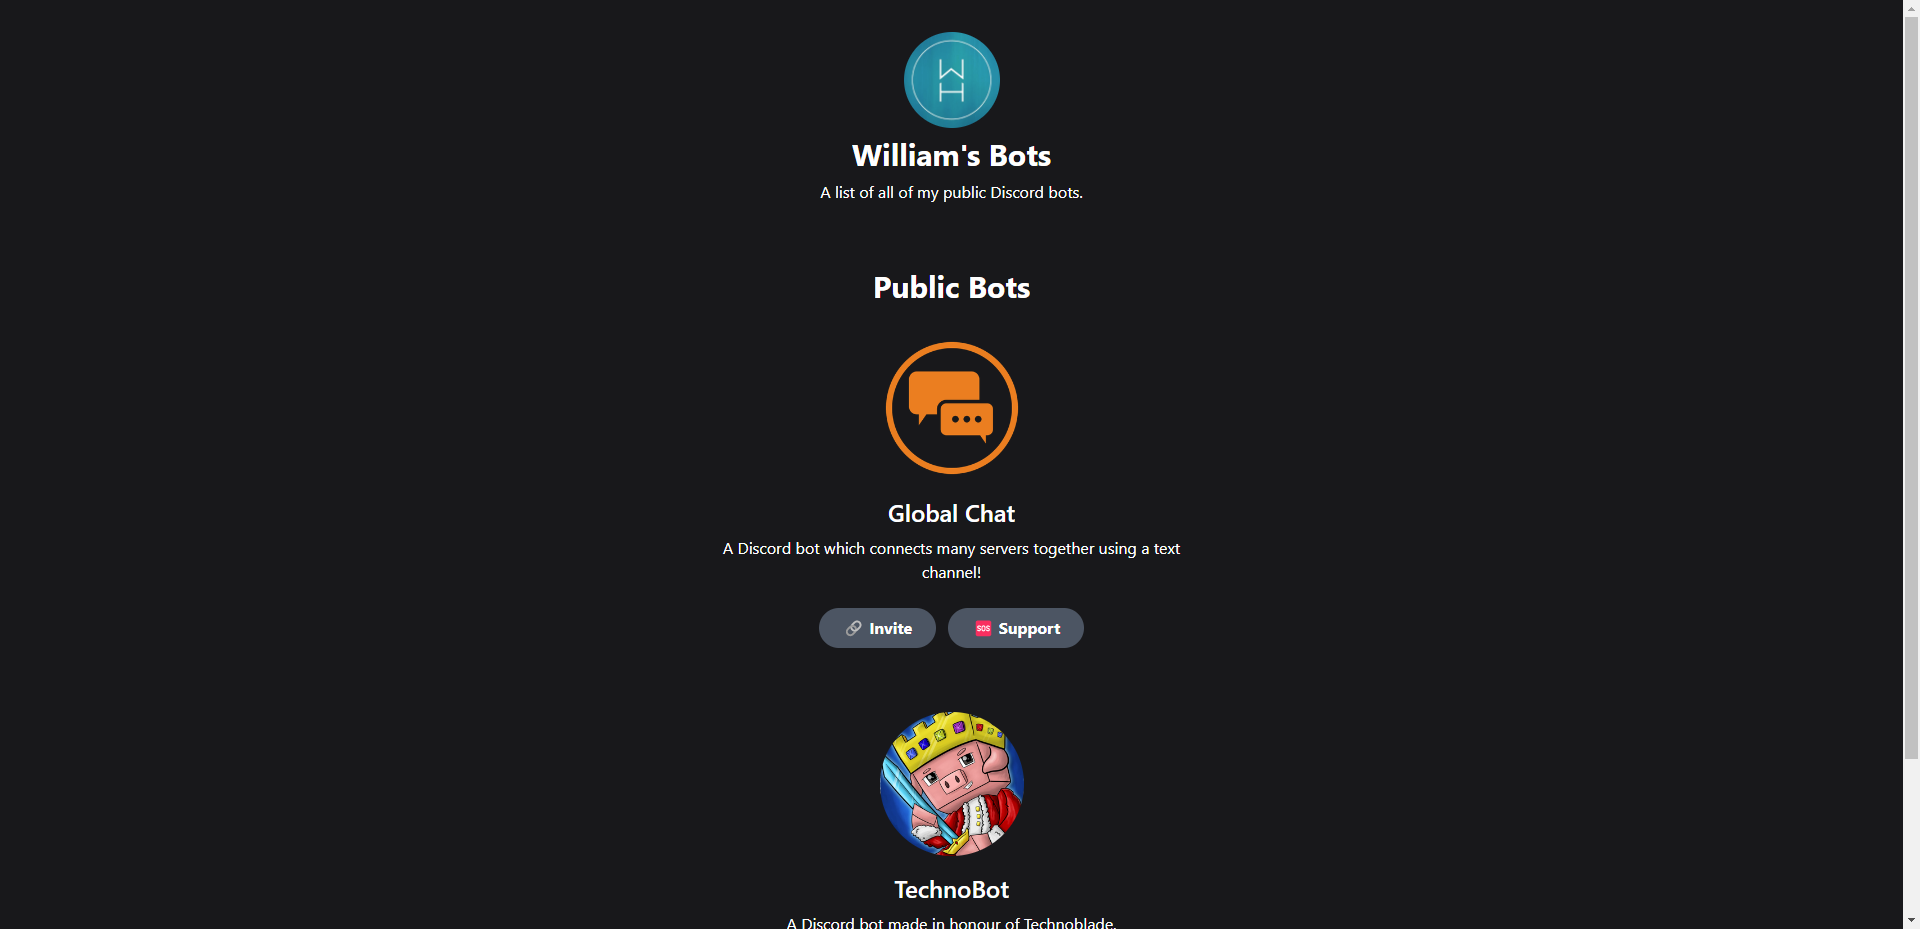 W
H
William's Bots
A list of all of my public Discord bots.
Public Bots
Global Chat
A Discord bot which connects many servers together using a text
channel!
Invite
SOS Support
TechnoBot
A Discord bot made in honour of Technoblade.